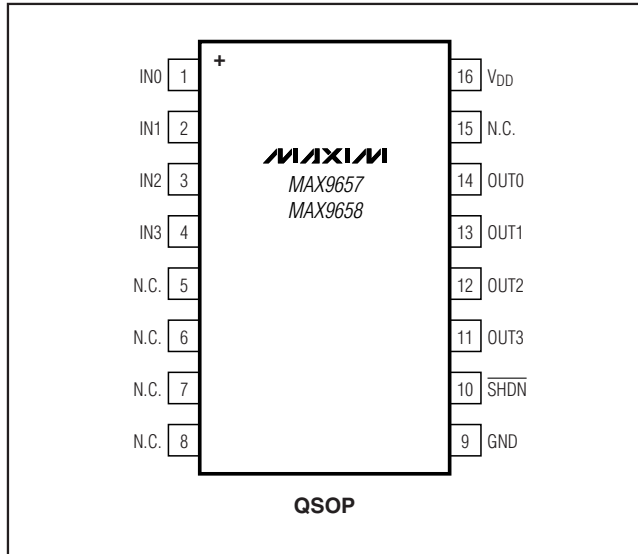 +
IN0 1 16 VDD
IN1 2 15 N.C.
MAXIM
IN2 3 MAX9657 14 OUT0
MAX9658
IN3 4 13 OUT1
N.C. 5 12 OUT2
N.C. 6 11 OUT3
N.C. 7 10 SHDN
N.C. 8 9 GND
QSOP